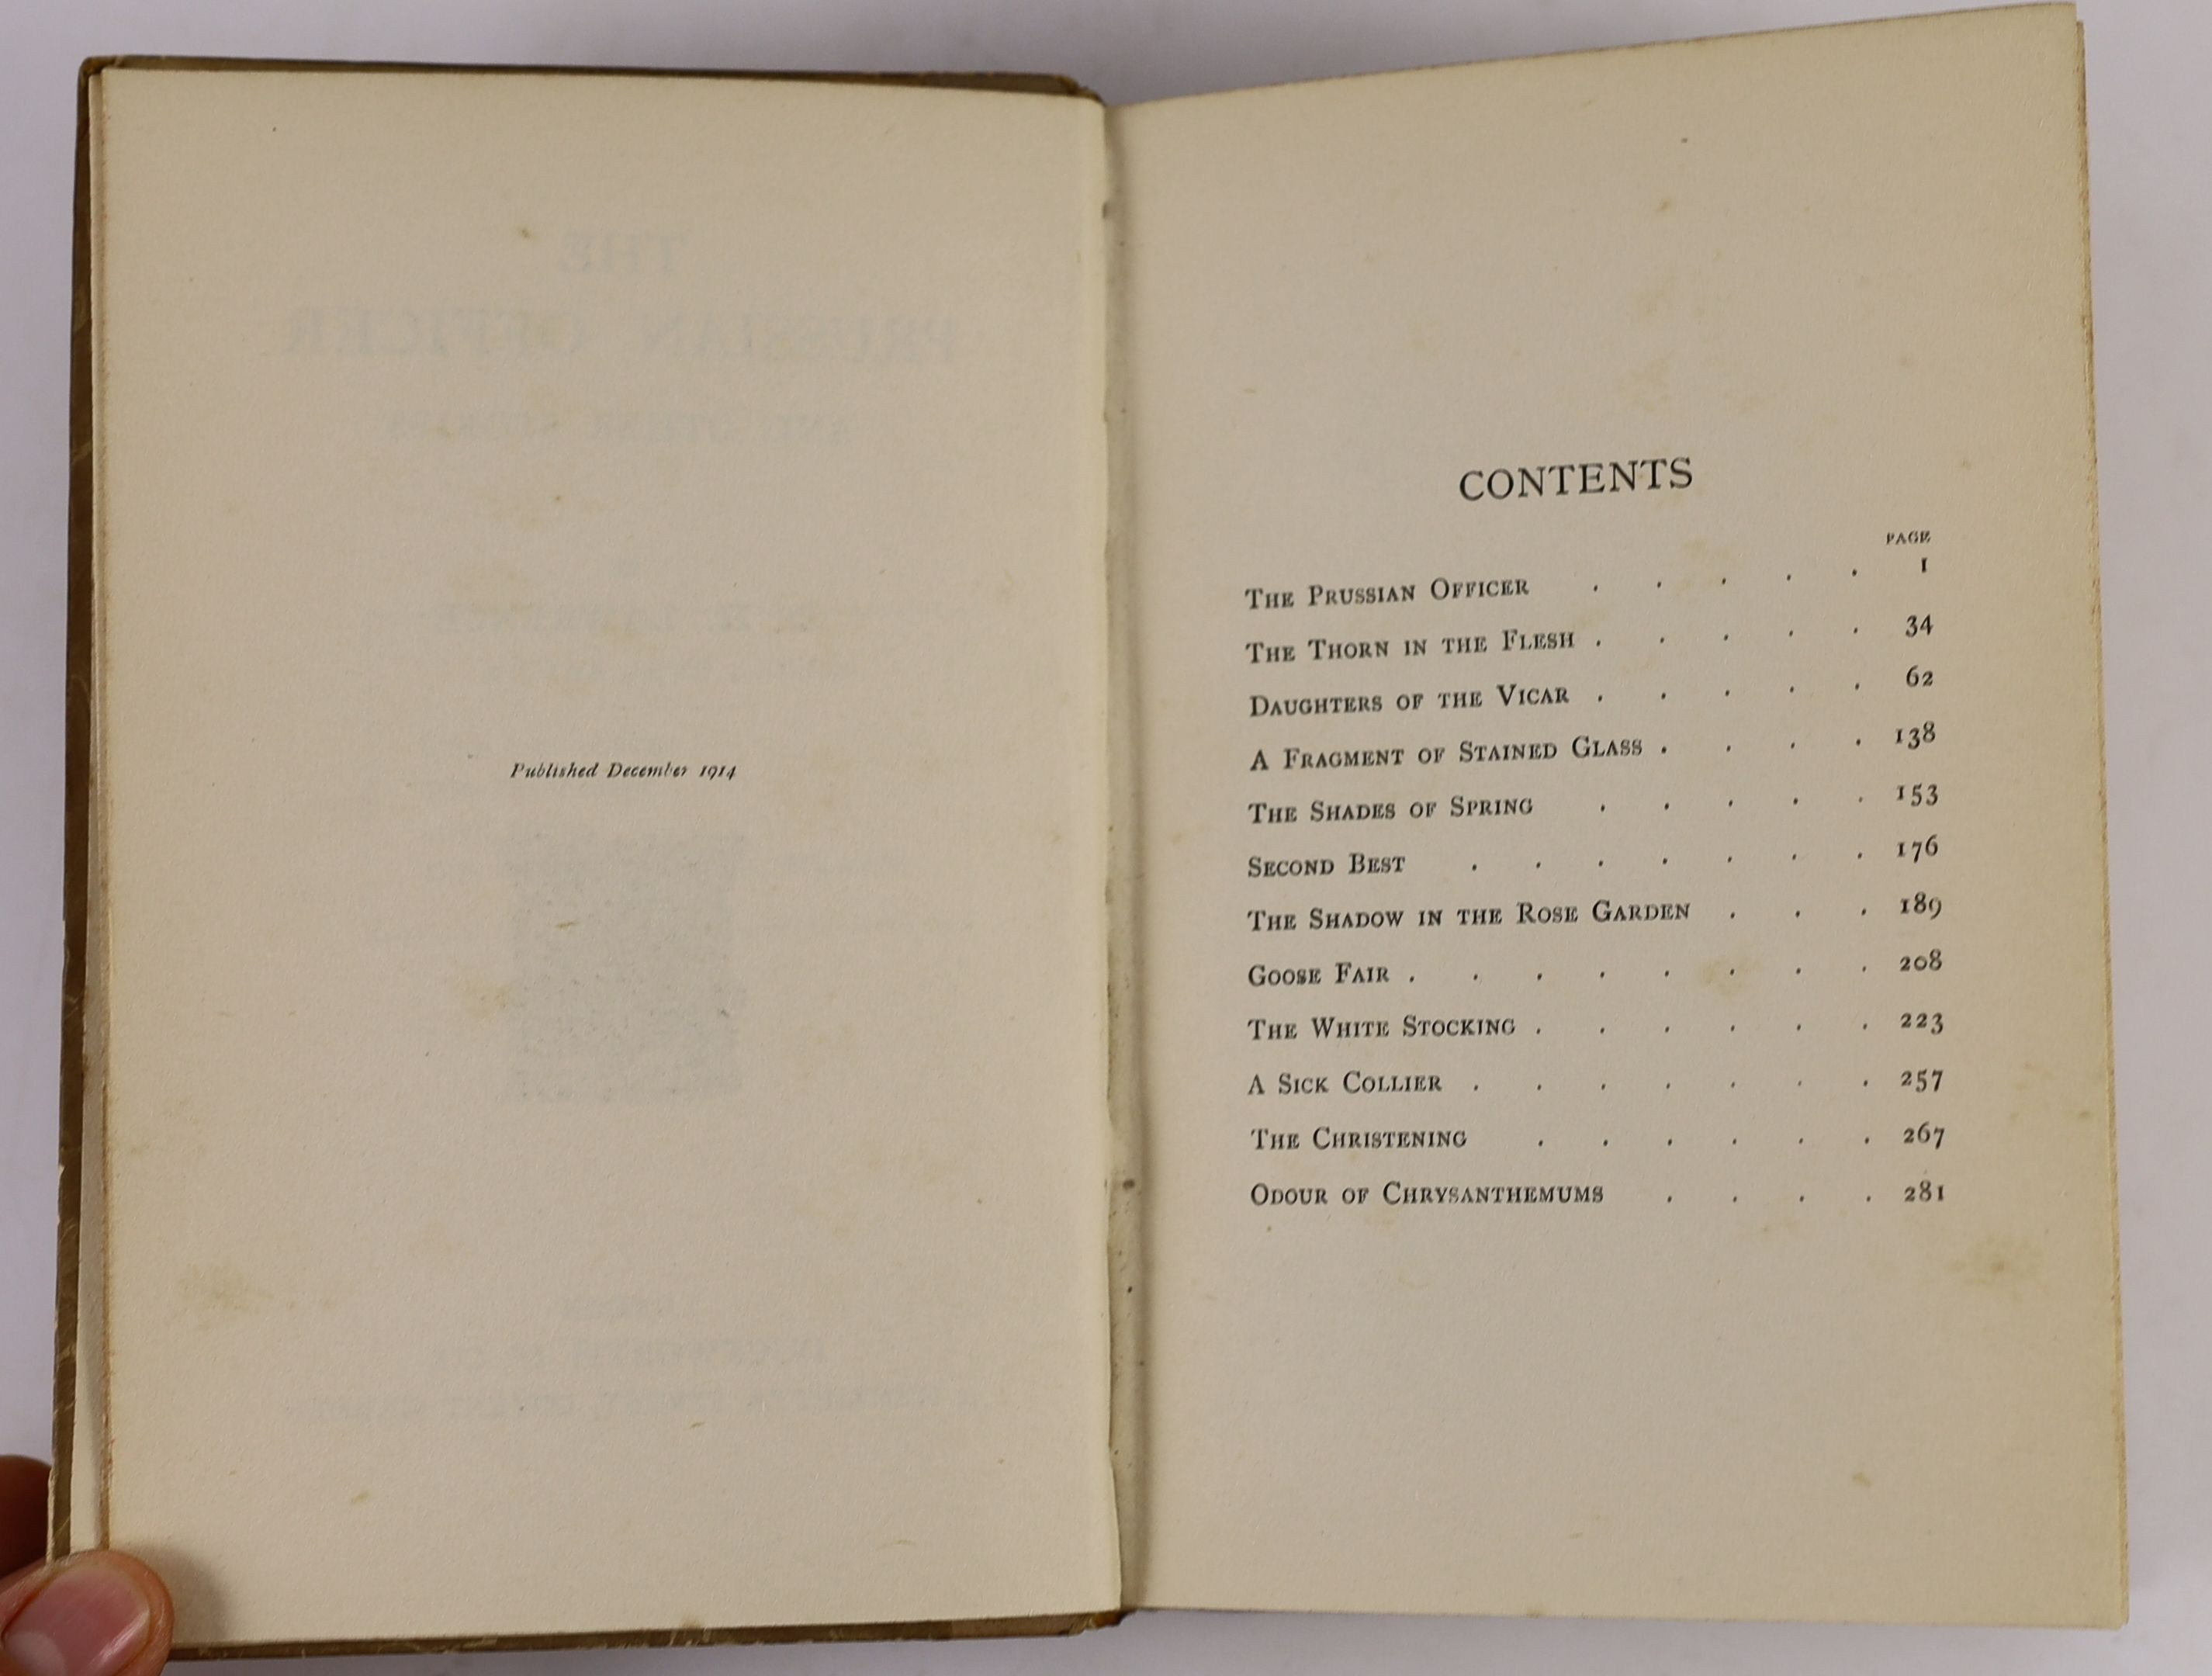 Published December 1914
CONTENTS
PAGE
THE PRUSSIAN OFFICER . . . . . 1
THE THORN IN THE FLESH . . . . . 34
DAUGHTERS OF THE VICAR . . . . . 62
A FRAGMENT OF STAINED GLASS . . . . 138
THE SHADES OF SPRING . . . . . 153
SECOND BEST . . . . . . . 176
THE SHADOW IN THE ROSE GARDEN . . . 189
GOOSE FAIR . . . . . . . . 208
THE WHITE STOCKING . . . . . . 223
A SICK COLLIER . . . . . . . 257
THE CHRISTENING . . . . . . 267
ODOUR OF CHRYSANTHEMUMS . . . . 281